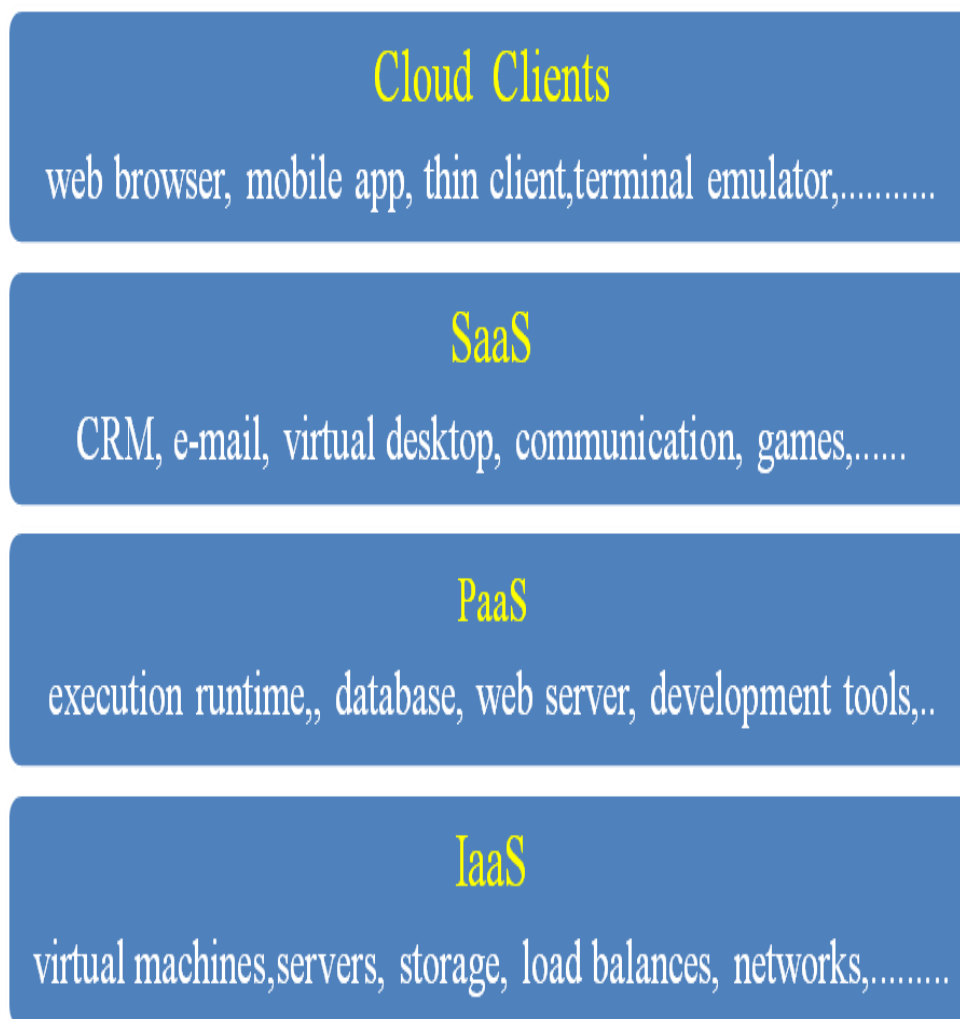 Cloud Clients
web browser, mobile app, thin client,terminal emulator,...........
SaaS
CRM, e-mail, virtual desktop, communication, games,......
PaaS
execution runtime,, database, web server, development tools,..
IaaS
virtual machines,servers, storage, load balances, networks,.........